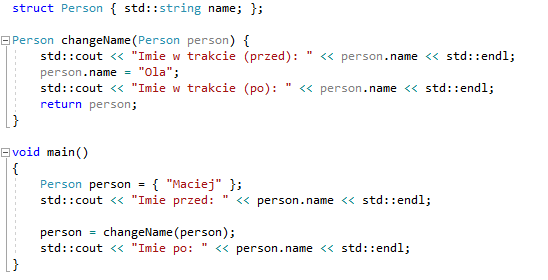 struct Person { std::string name; };
Person changeName(Person person) {
std::cout << "Imie w trakcie (przed): " << person.name << std::endl;
person.name = "Ola";
std::cout << "Imie w trakcie (po): " << person.name << std::endl;
return person;
}
void main()
{
Person person = { "Maciej" };
std::cout << "Imie przed: " << person.name << std::endl;
person = changeName(person);
std::cout << "Imie po: " << person.name << std::endl;
}